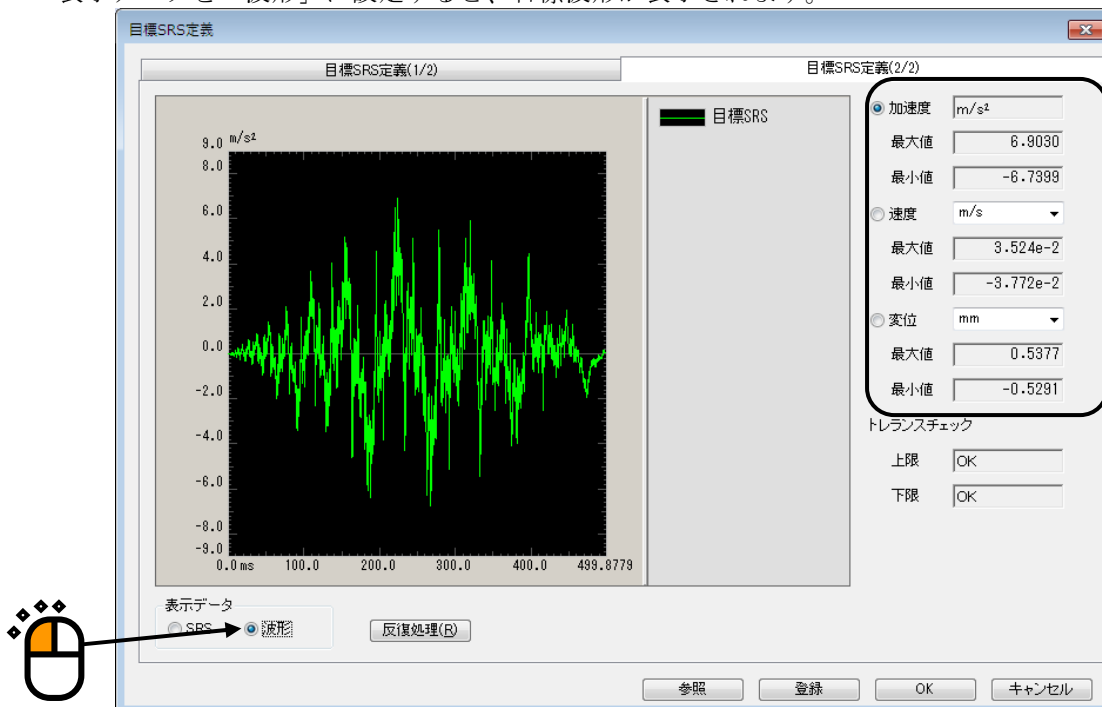 目標SRS定義
目標SRS定義(1/2)
目標SRS定義(2/2)
9.0 m/s²
8.0
6.0
4.0
2.0
0.0
-2.0
-4.0
-6.0
-8.0
-9.0
0.0ms 100.0 200.0 300.0 400.0 499.8779
目標SRS
加速度 m/s²
最大値 6.9030
最小値 -6.7399
速度 m/s
最大値 3.524e-2
最小値 -3.772e-2
変位 mm
最大値 0.5377
最小値 -0.5291
トレランスチェック
上限 OK
下限 OK
表示データ
SRS 波形
反復処理(R)
参照 登録 OK キャンセル